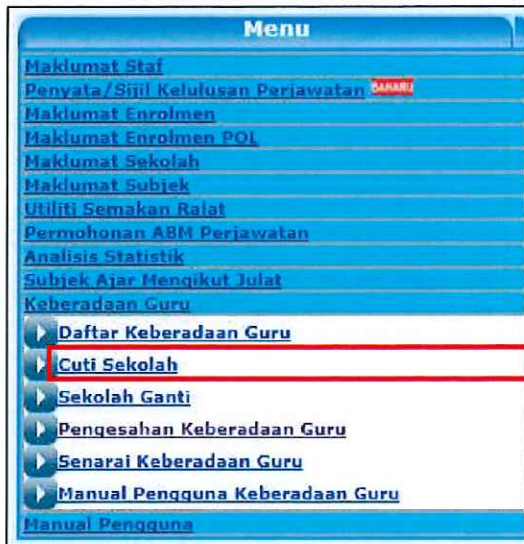 Menu
Maklumat Staf
Penyata/Sijil Kelulusan Perjawatan BAHARU
Maklumat Enrolmen
Maklumat Enrolmen POL
Maklumat Sekolah
Maklumat Subjek
Utiliti Semakan Ralat
Permohonan ABM Perjawatan
Analisis Statistik
Subjek Ajar Mengikut Julat
Keberadaan Guru
Daftar Keberadaan Guru
Cuti Sekolah
Sekolah Ganti
Pengesahan Keberadaan Guru
Senarai Keberadaan Guru
Manual Pengguna Keberadaan Guru
Manual Pengguna